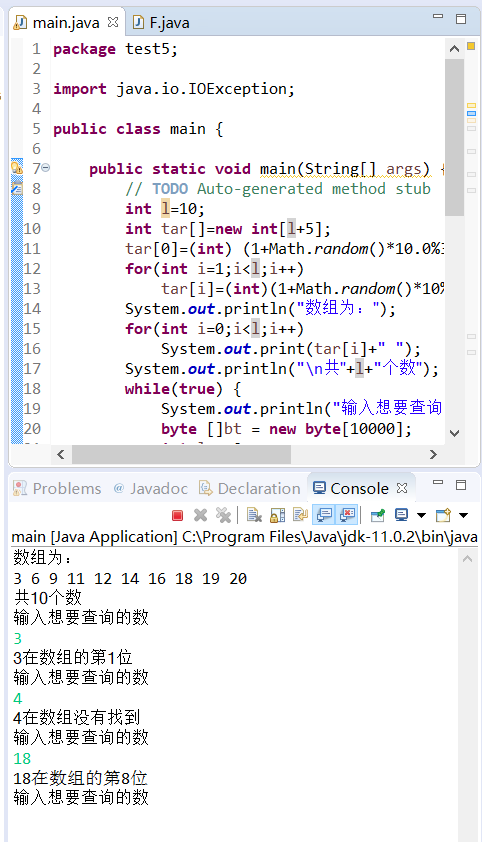 main.java F.java
1 package test5;
2
3 import java.io.IOException;
4
5 public class main {
6
7 public static void main(String[] args) {
8 // TODO Auto-generated method stub
9 int l=10;
10 int tar[]=new int[l+5];
11 tar[0]=(int) (1+Math.random()*10.0%
12 for(int i=1;i<l;i++)
13 tar[i]=(int)(1+Math.random()*10%
14 System.out.println("数组为：");
15 for(int i=0;i<l;i++)
16 System.out.print(tar[i]+" ");
17 System.out.println("\n共"+l+"个数");
18 while(true) {
19 System.out.println("输入想要查询
20 byte []bt = new byte[10000];
Problems @ Javadoc Declaration Console
main [Java Application] C:\Program Files\Java\jdk-11.0.2\bin\java
数组为：
3 6 9 11 12 14 16 18 19 20
共10个数
输入想要查询的数
3
3在数组的第1位
输入想要查询的数
4
4在数组没有找到
输入想要查询的数
18
18在数组的第8位
输入想要查询的数